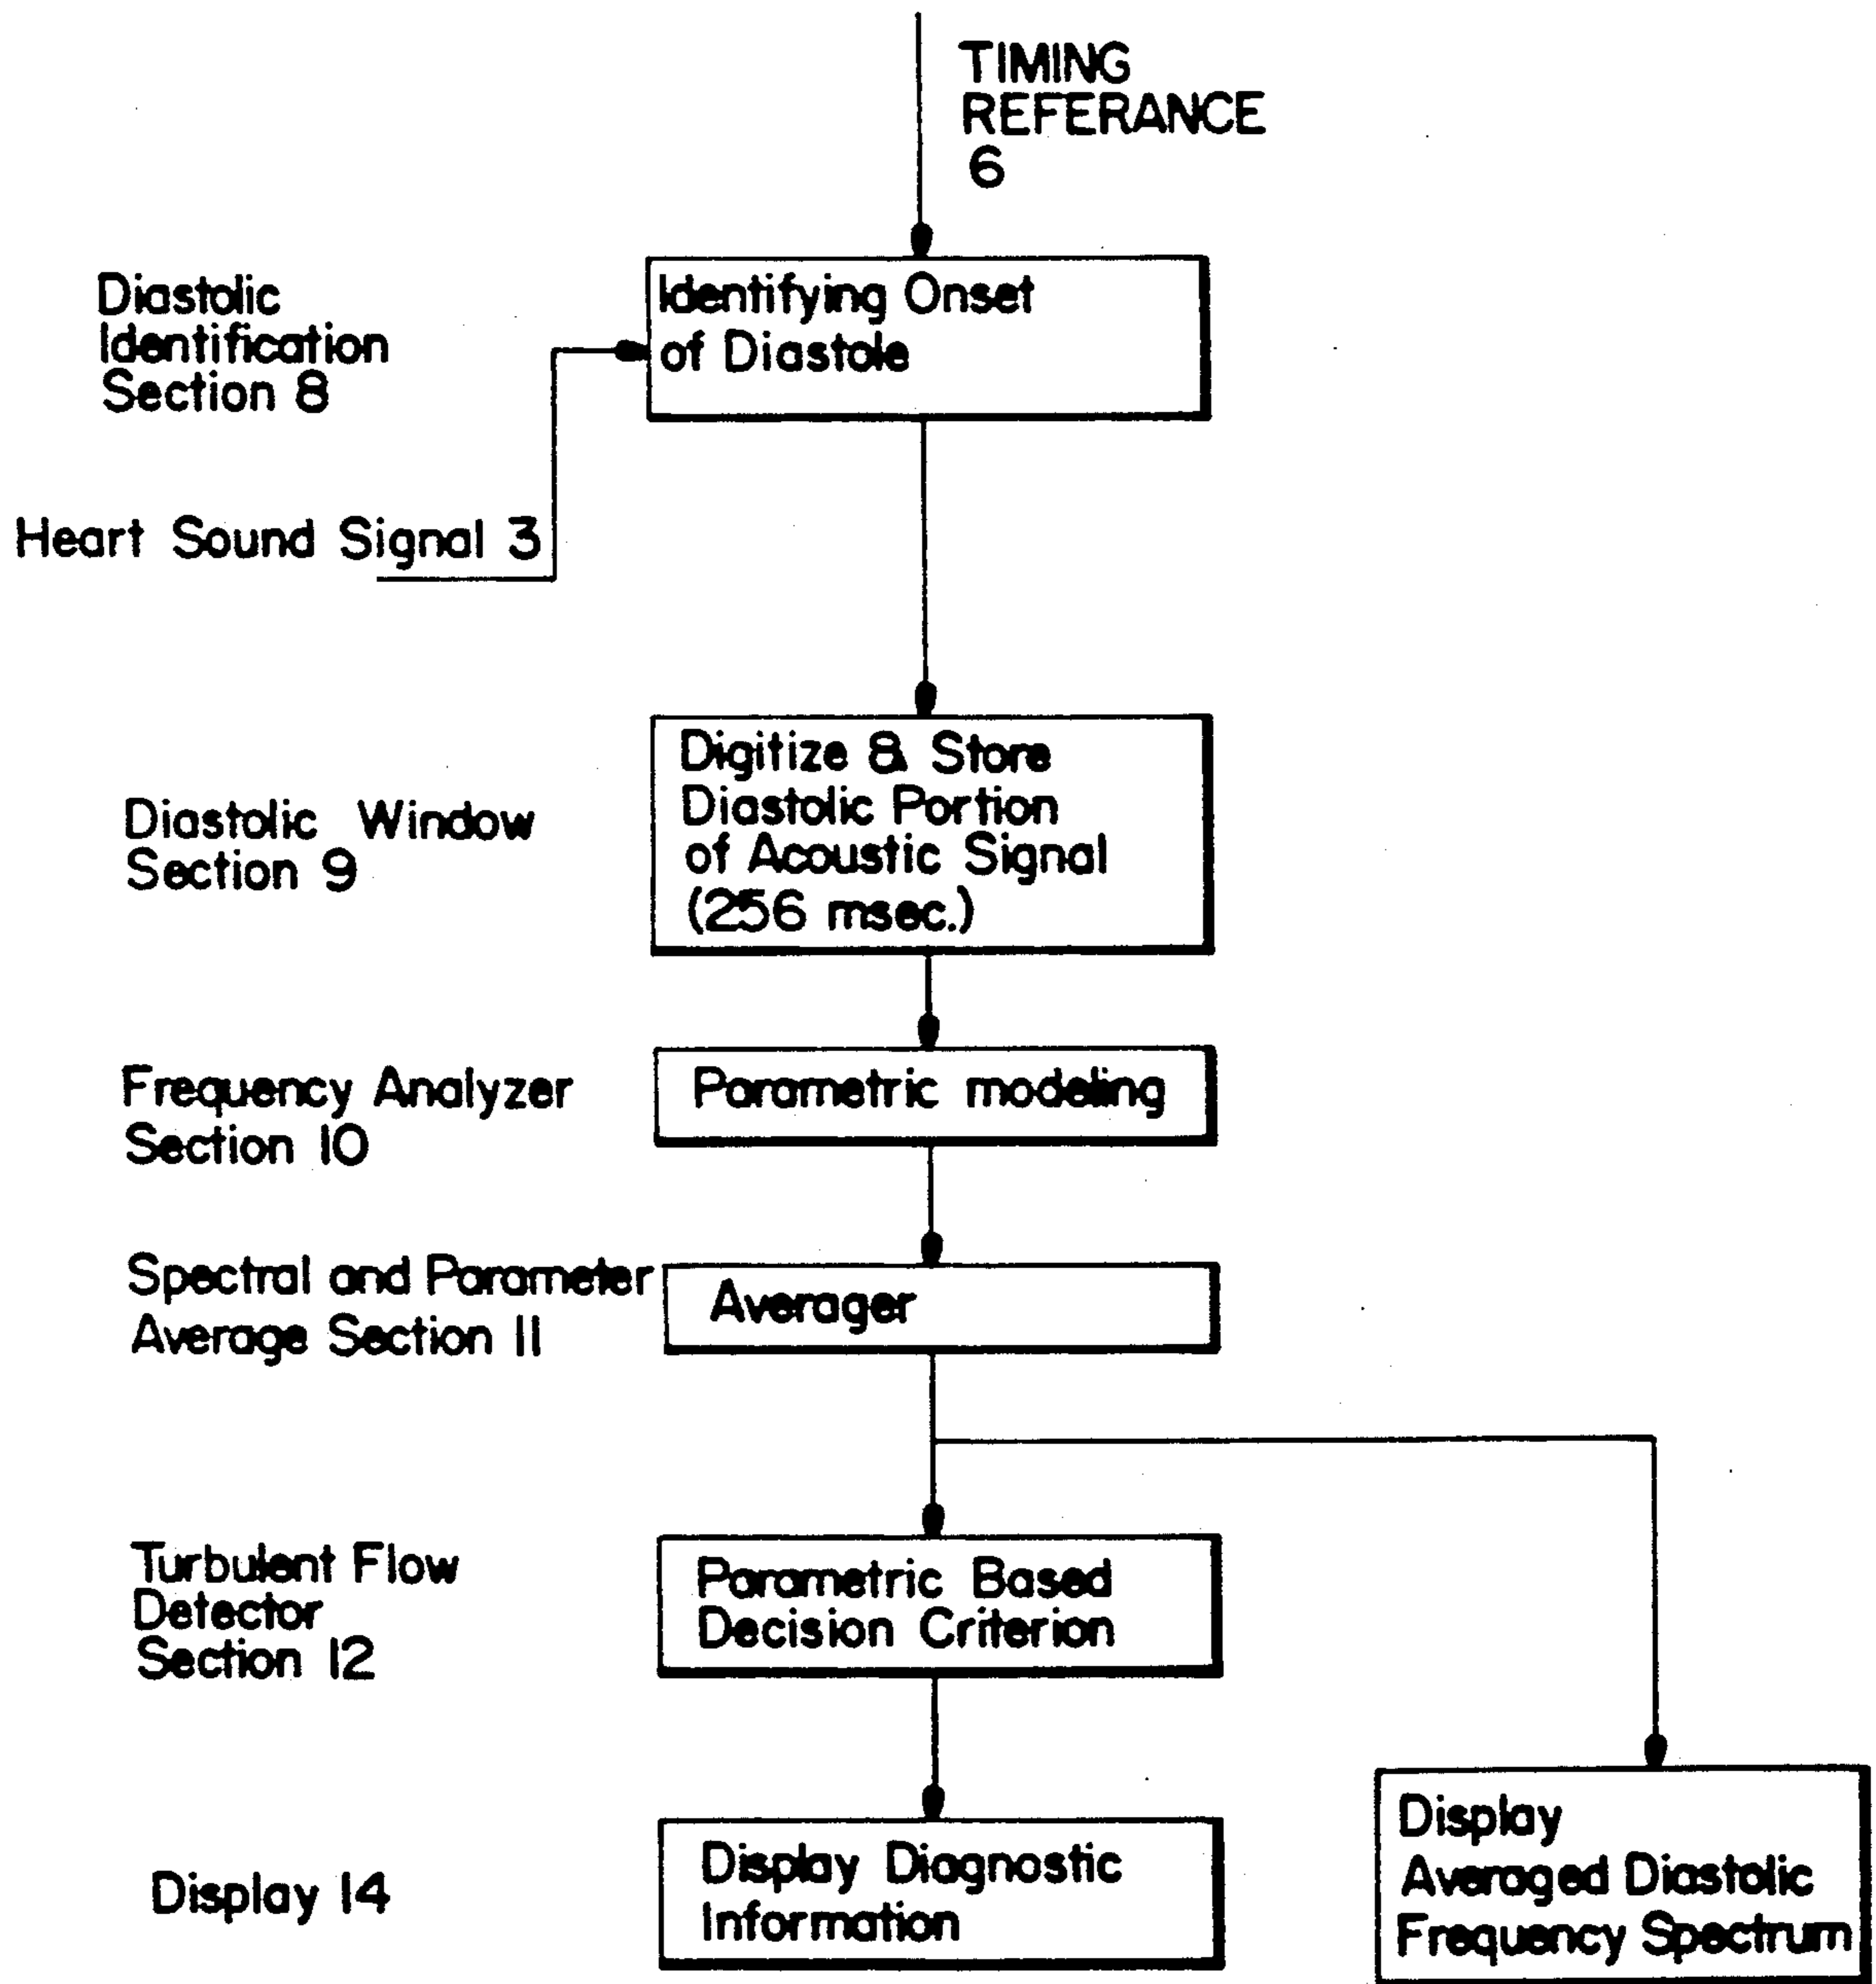 TIMING
REFERANCE
6
Diastolic
Identification
Section 8
Identifying Onset
of Diastole
Heart Sound Signal 3
Diastolic Window
Section 9
Digitize & Store
Diastolic Portion
of Acoustic Signal
(256 msec.)
Frequency Analyzer
Section 10
Parametric modeling
Spectral and Parameter
Average Section 11
Averager
Turbulent Flow
Detector
Section 12
Parametric Based
Decision Criterion
Display 14
Display Diagnostic
Information
Display
Averaged Diastolic
Frequency Spectrum